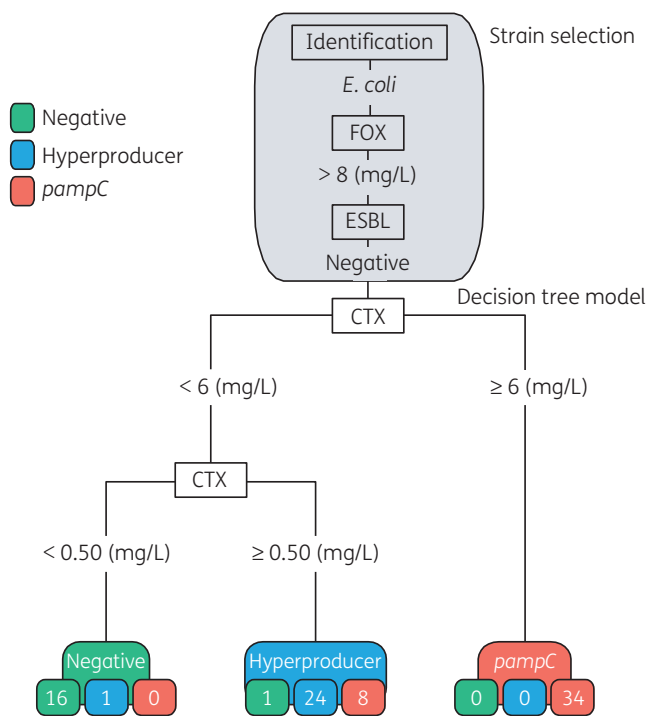 Identification
Strain selection
E. coli
Negative
FOX
Hyperproducer
> 8 (mg/L)
pampC
ESBL
Negative
Decision tree model
CTX
< 6 (mg/L)
≥ 6 (mg/L)
CTX
< 0.50 (mg/L)
≥ 0.50 (mg/L)
Negative
Hyperproducer
pampC
16 1 0
1 24 8
0 0 34